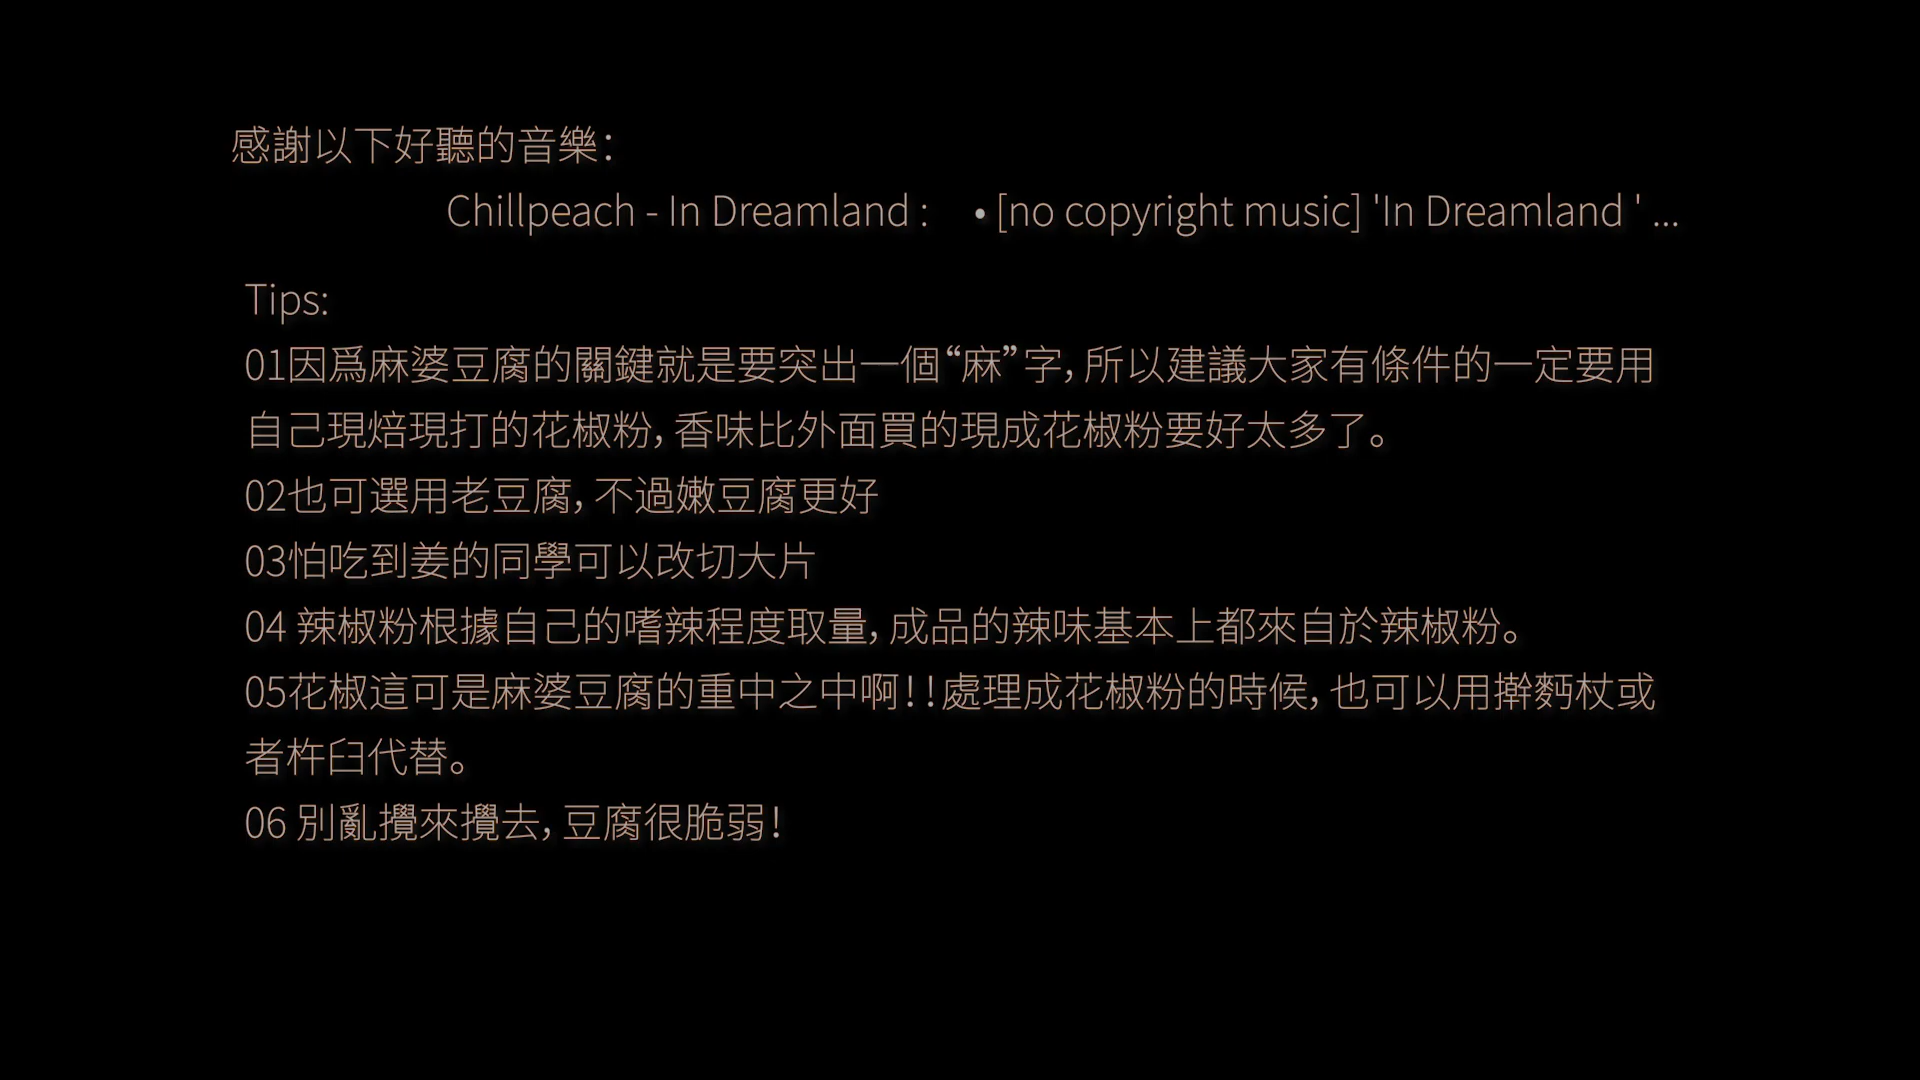 感謝以下好聽的音樂：
Chillpeach - In Dreamland :    • [no copyright music] 'In Dreamland ' ...
Tips:
01因爲麻婆豆腐的關鍵就是要突出一個“麻”字，所以建議大家有條件的一定要用
自己現焙現打的花椒粉，香味比外面買的現成花椒粉要好太多了。
02也可選用老豆腐，不過嫩豆腐更好
03怕吃到姜的同學可以改切大片
04 辣椒粉根據自己的嗜辣程度取量，成品的辣味基本上都來自於辣椒粉。
05花椒這可是麻婆豆腐的重中之中啊！！處理成花椒粉的時候，也可以用擀麪杖或
者杵臼代替。
06 別亂攪來攪去，豆腐很脆弱！